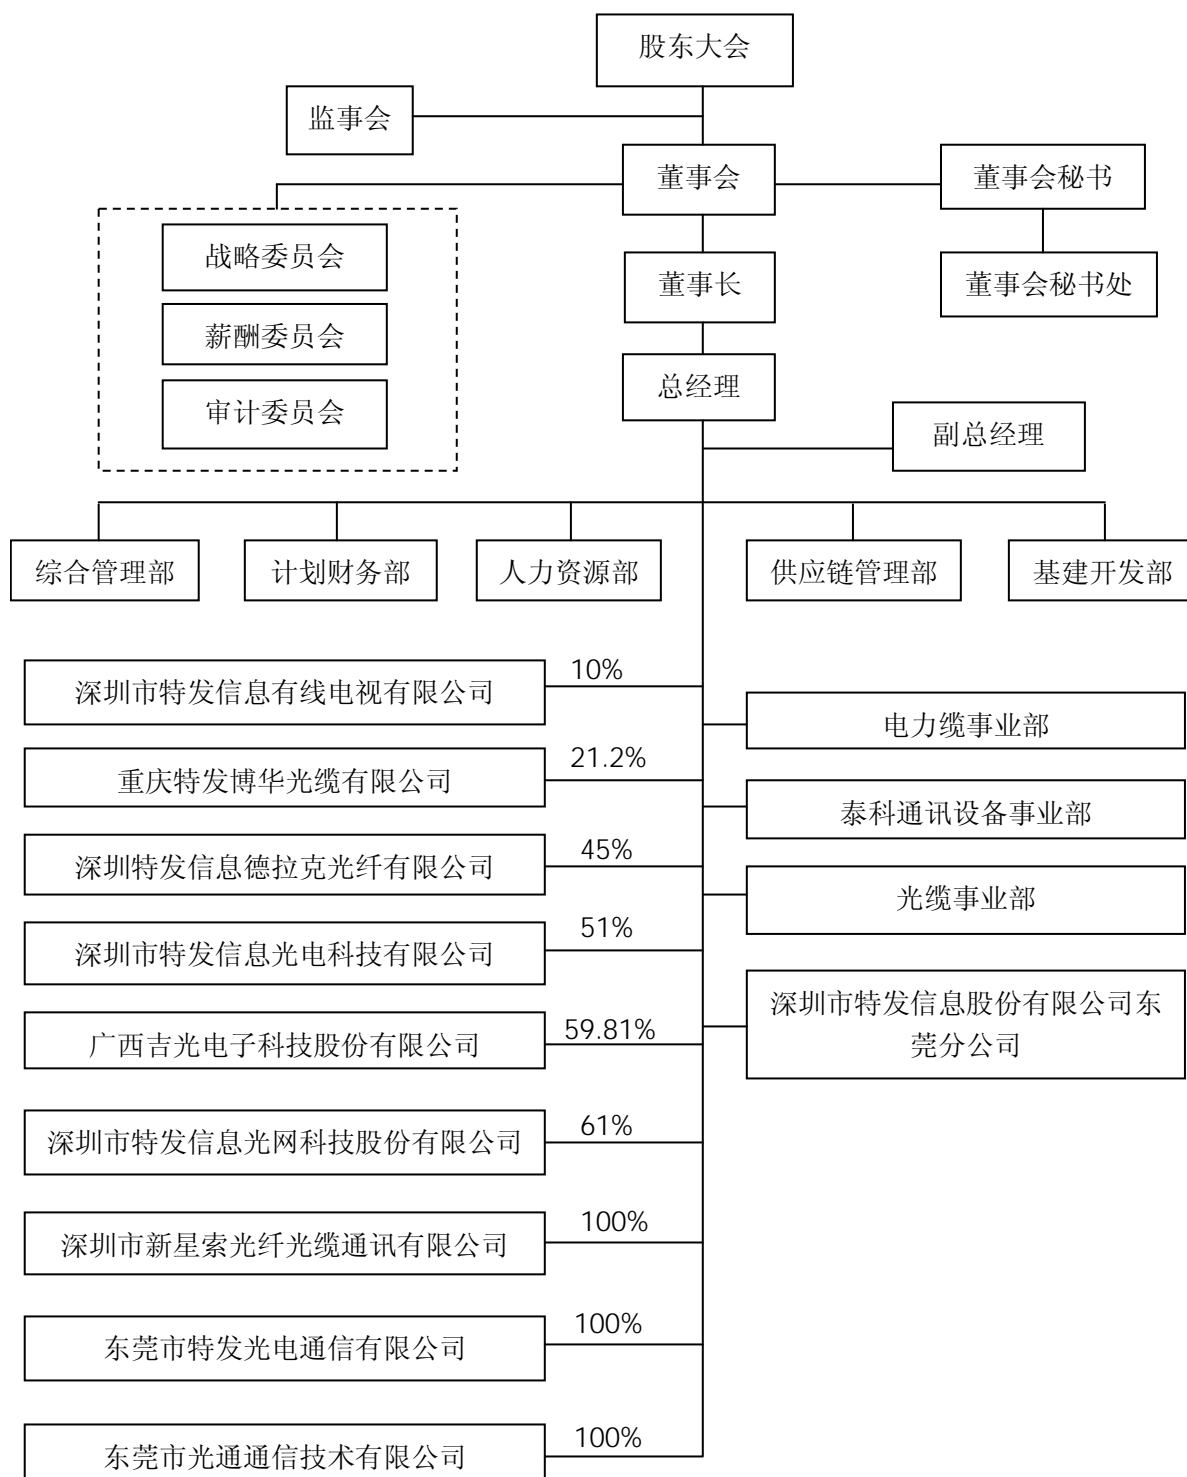 股东大会
监事会
董事会
董事会秘书
战略委员会
董事长
董事会秘书处
薪酬委员会
总经理
审计委员会
副总经理
综合管理部
计划财务部
人力资源部
供应链管理部
基建开发部
10%
深圳市特发信息有线电视有限公司
电力缆事业部
21.2%
重庆特发博华光缆有限公司
泰科通讯设备事业部
45%
深圳特发信息德拉克光纤有限公司
光缆事业部
51%
深圳市特发信息光电科技有限公司
深圳市特发信息股份有限公司东
莞分公司
59.81%
广西吉光电子科技股份有限公司
61%
深圳市特发信息光网科技股份有限公司
100%
深圳市新星索光纤光缆通讯有限公司
100%
东莞市特发光电通信有限公司
100%
东莞市光通通信技术有限公司